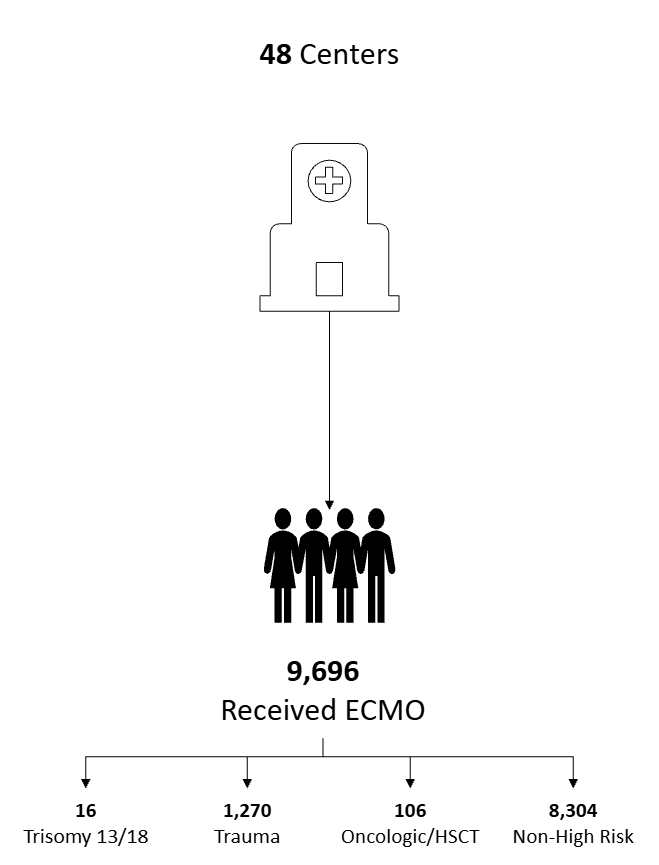 48 Centers
9,696
Received ECMO
16
Trisomy 13/18
1,270
Trauma
106
Oncologic/HSCT
8,304
Non-High Risk